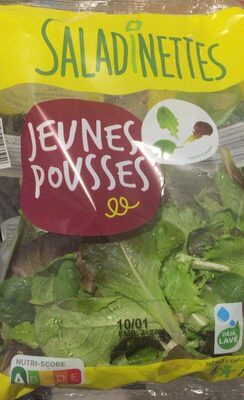 SALADINETTES
JEUNES
POUSSES
10/01
DÉJÀ
LAVÉ
NUTRI-SCORE
A B C D E